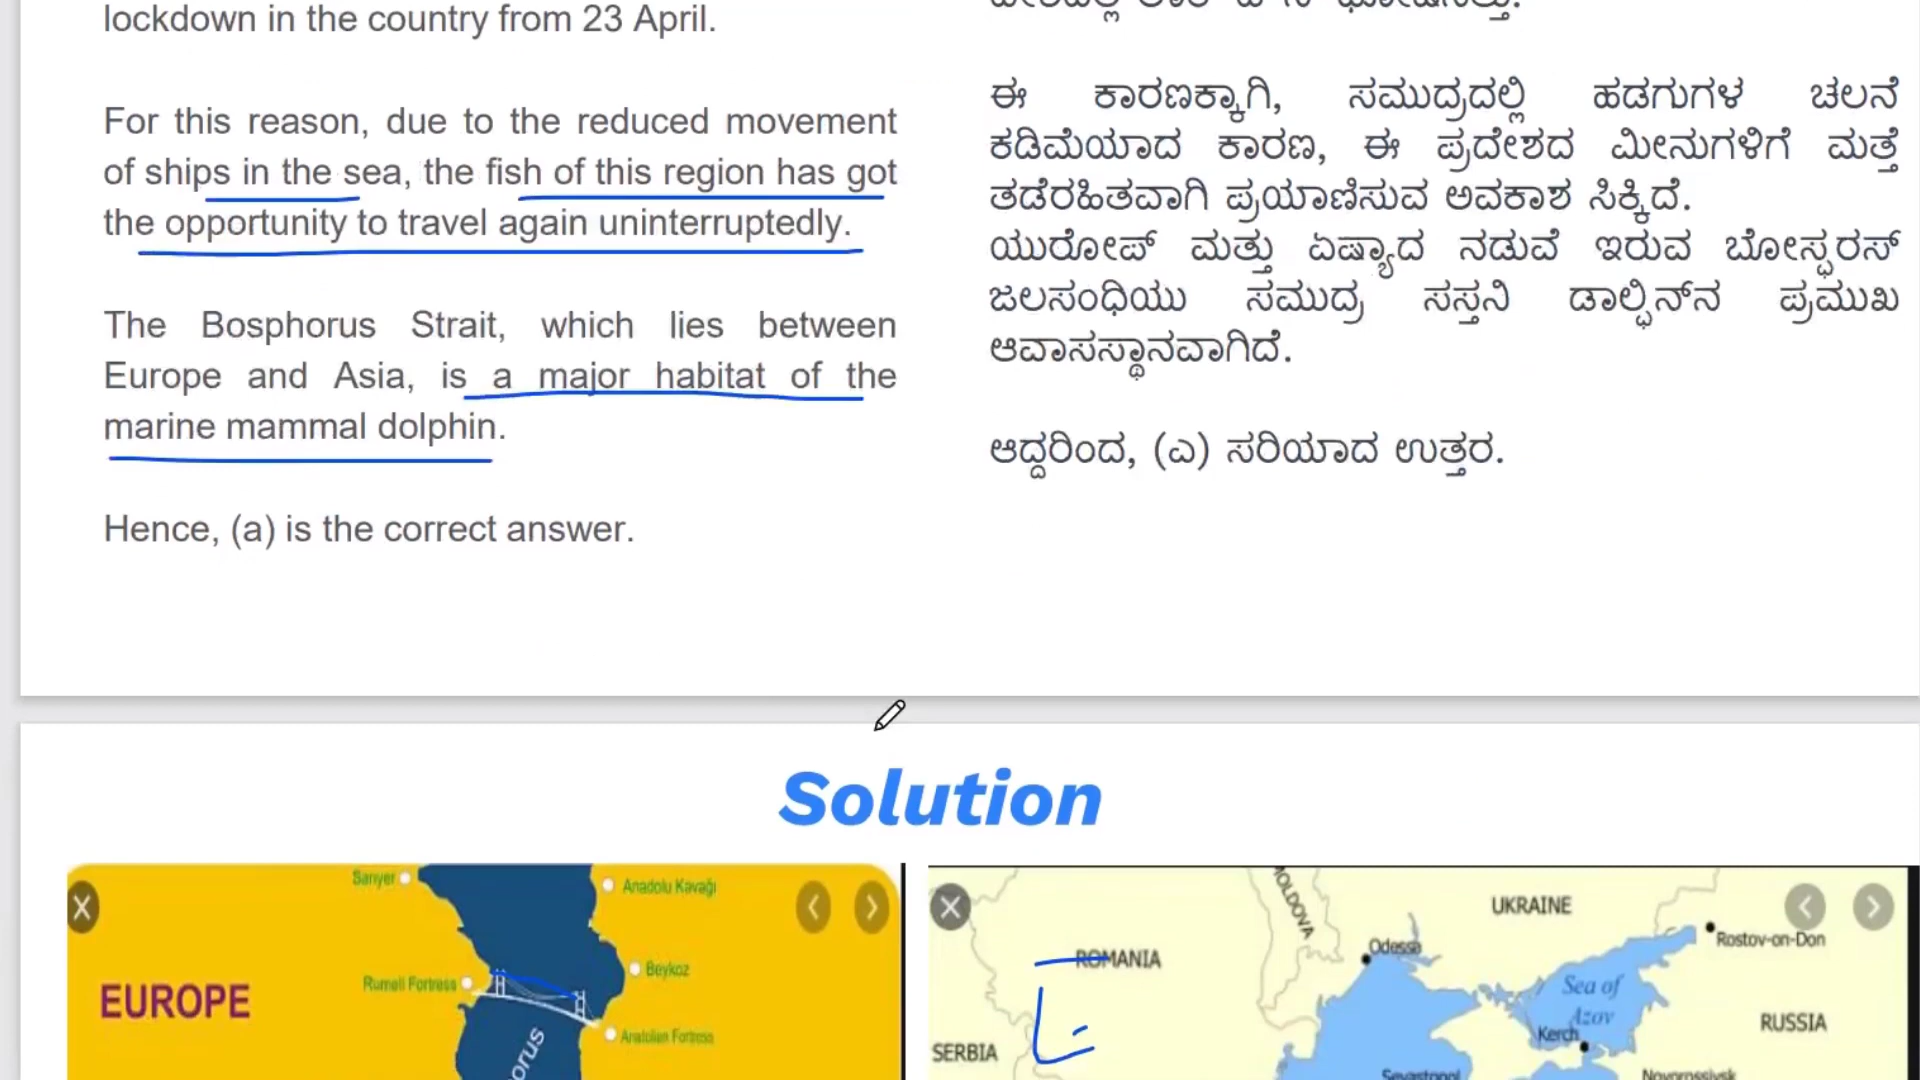 lockdown in the country from 23 April.
For this reason, due to the reduced movement
of ships in the sea, the fish of this region has got
the opportunity to travel again uninterruptedly.
The Bosphorus Strait, which lies between
Europe and Asia, is a major habitat of the
marine mammal dolphin.
Hence, (a) is the correct answer.
ಈ ಕಾರಣಕ್ಕಾಗಿ, ಸಮುದ್ರದಲ್ಲಿ ಹಡಗುಗಳ ಚಲನೆ
ಕಡಿಮೆಯಾದ ಕಾರಣ, ಈ ಪ್ರದೇಶದ ಮೀನುಗಳಿಗೆ ಮತ್ತೆ
ತಡೆರಹಿತವಾಗಿ ಪ್ರಯಾಣಿಸುವ ಅವಕಾಶ ಸಿಕ್ಕಿದೆ.
ಯುರೋಪ್ ಮತ್ತು ಏಷ್ಯಾದ ನಡುವೆ ಇರುವ ಬೋಸ್ಫರಸ್
ಜಲಸಂಧಿಯು ಸಮುದ್ರ ಸಸ್ತನಿ ಡಾಲ್ಫಿನ್‌ನ ಪ್ರಮುಖ
ಆವಾಸಸ್ಥಾನವಾಗಿದೆ.
ಆದ್ದರಿಂದ, (ಎ) ಸರಿಯಾದ ಉತ್ತರ.
Solution
Sarıyer
Anadolu Kavağı
Beykoz
Rumeli Fortress
EUROPE
Anatolian Fortress
orus
MOLDOVA
UKRAINE
Rostov-on-Don
Odessa
ROMANIA
Sea of
Azov
RUSSIA
Kerch
SERBIA
Sevastopol
Novorossiysk